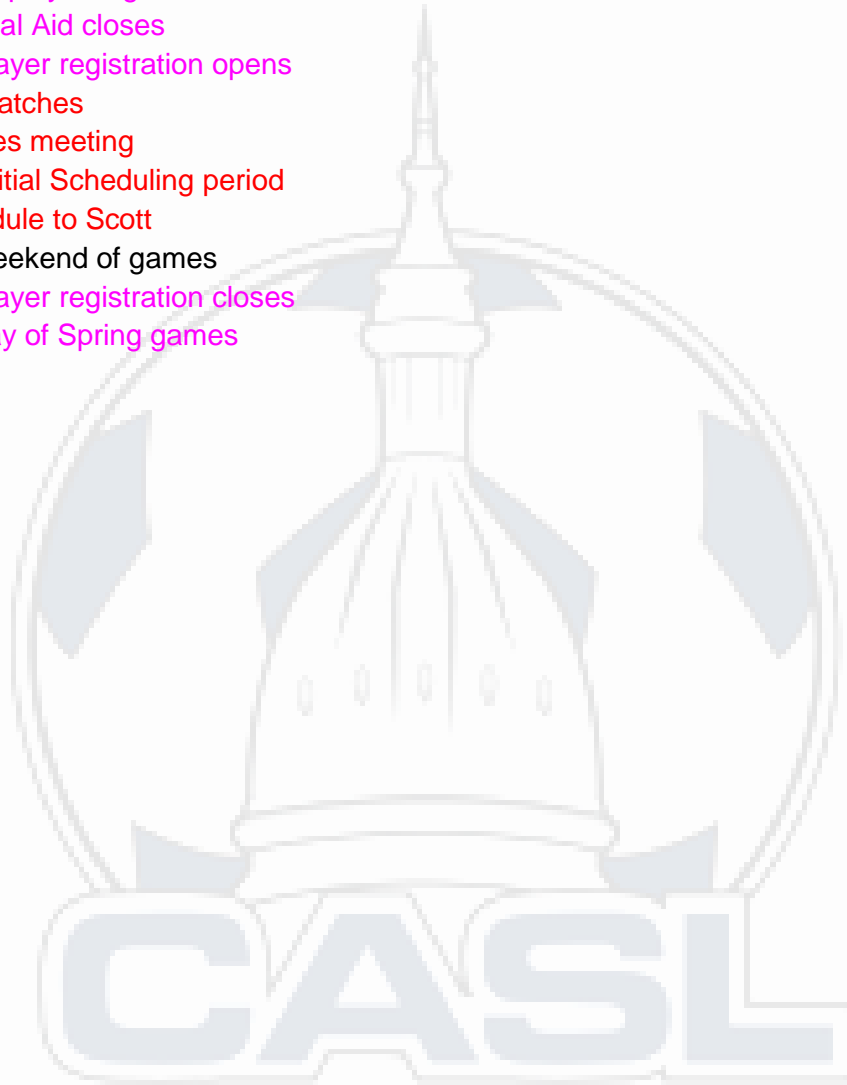 al Aid closes
ayer registration opens
atches
es meeting
itial Scheduling period
dule to Scott
eekend of games
ayer registration closes
ay of Spring games
CASL